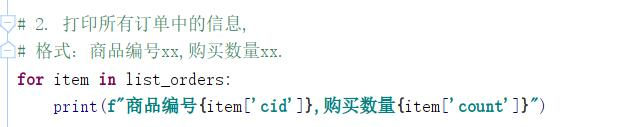 # 2. 打印所有订单中的信息,
# 格式: 商品编号xx,购买数量xx.
for item in list_orders:
    print(f"商品编号{item['cid']},购买数量{item['count']}")